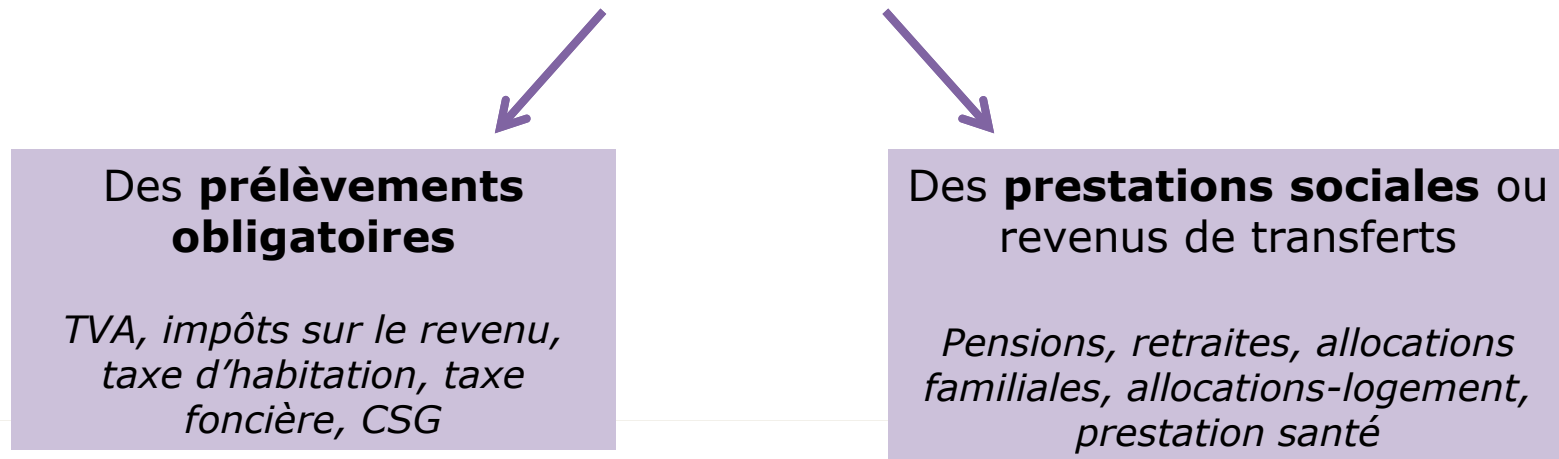 Des prélèvements
obligatoires
TVA, impôts sur le revenu,
taxe d’habitation, taxe
foncière, CSG
Des prestations sociales ou
revenus de transferts
Pensions, retraites, allocations
familiales, allocations-logement,
prestation santé